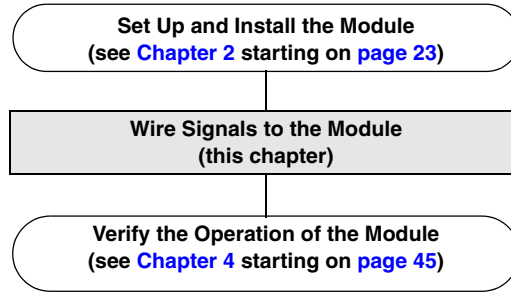 Set Up and Install the Module
(see Chapter 2 starting on page 23)
Wire Signals to the Module
(this chapter)
Verify the Operation of the Module
(see Chapter 4 starting on page 45)